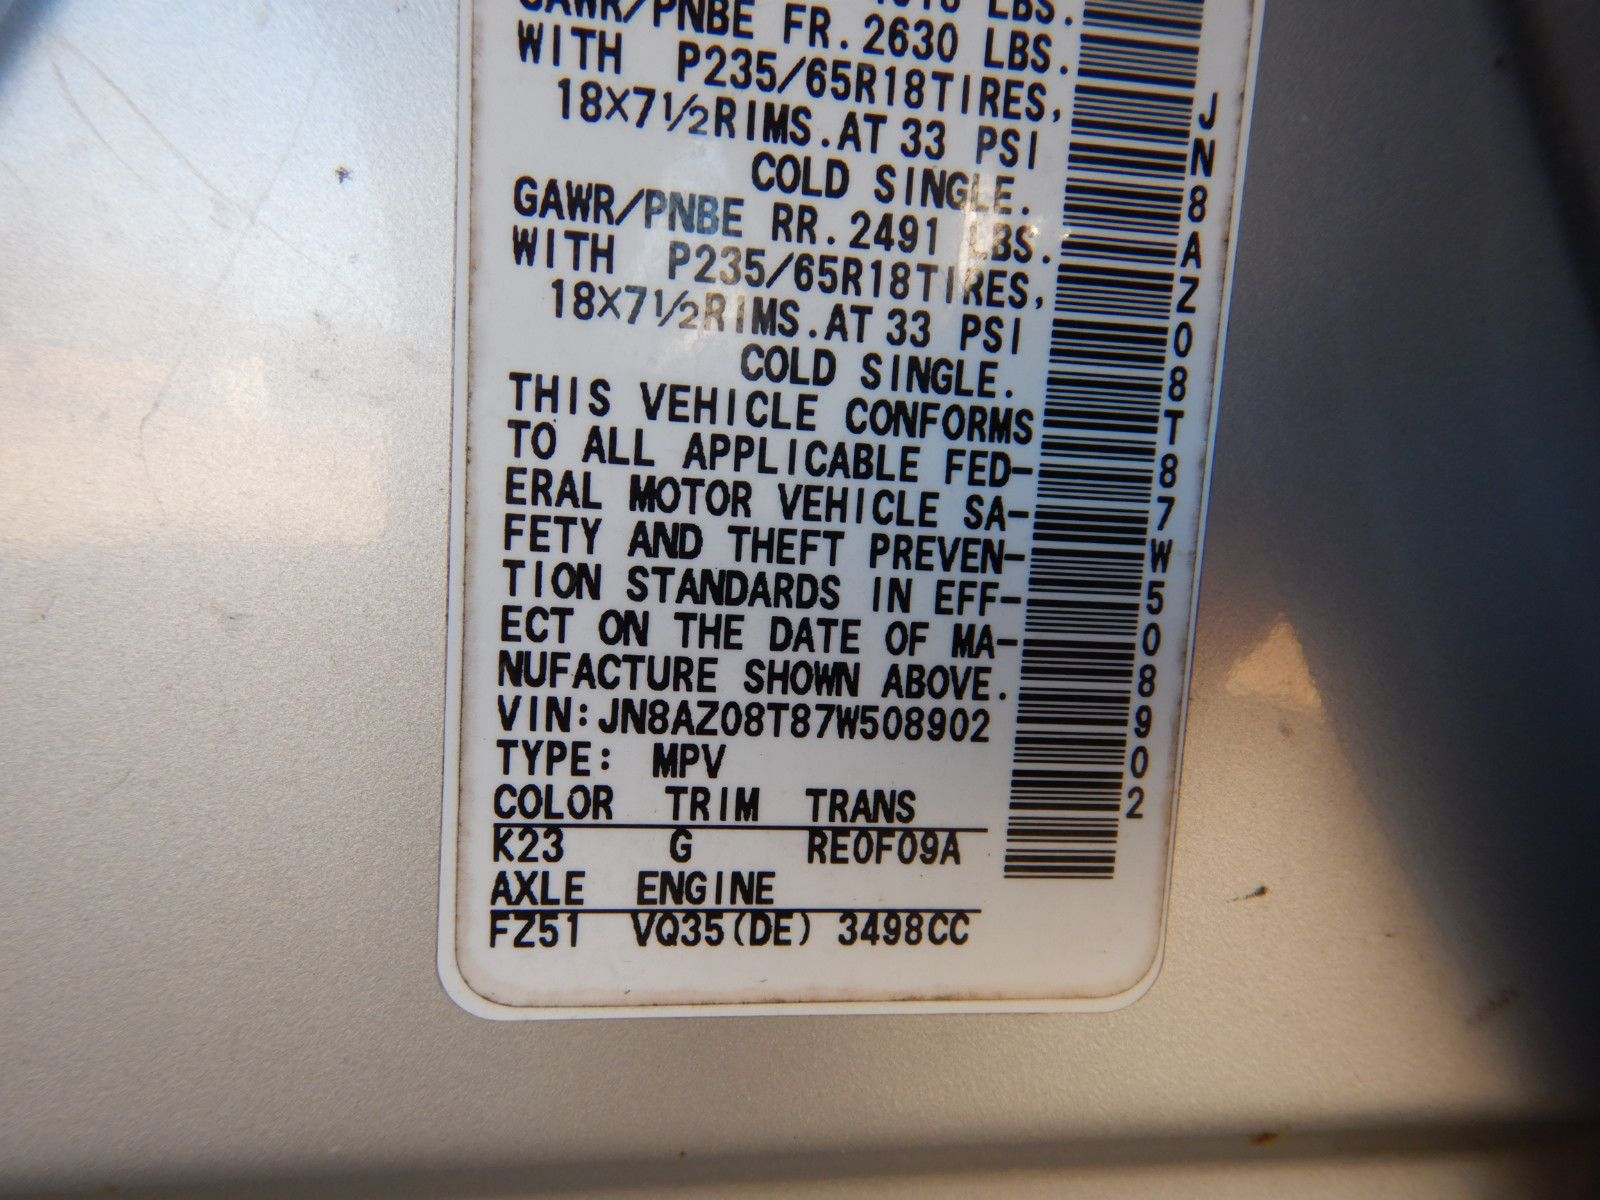 LBS.
GAWR/PNBE FR. 2630 LBS.
WITH P235/65R18TIRES,
18X7½RIMS. AT 33 PSI
COLD SINGLE.
GAWR/PNBE RR. 2491 LBS.
WITH P235/65R18TIRES,
18X7½RIMS. AT 33 PSI
COLD SINGLE.
THIS VEHICLE CONFORMS
TO ALL APPLICABLE FED-
ERAL MOTOR VEHICLE SA-
FETY AND THEFT PREVEN-
TION STANDARDS IN EFF-
ECT ON THE DATE OF MA-
NUFACTURE SHOWN ABOVE.
VIN:JN8AZ08T87W508902
TYPE: MPV
COLOR TRIM TRANS
K23 G RE0F09A
AXLE ENGINE
FZ51 VQ35(DE) 3498CC
JN8AZ08T87W508902